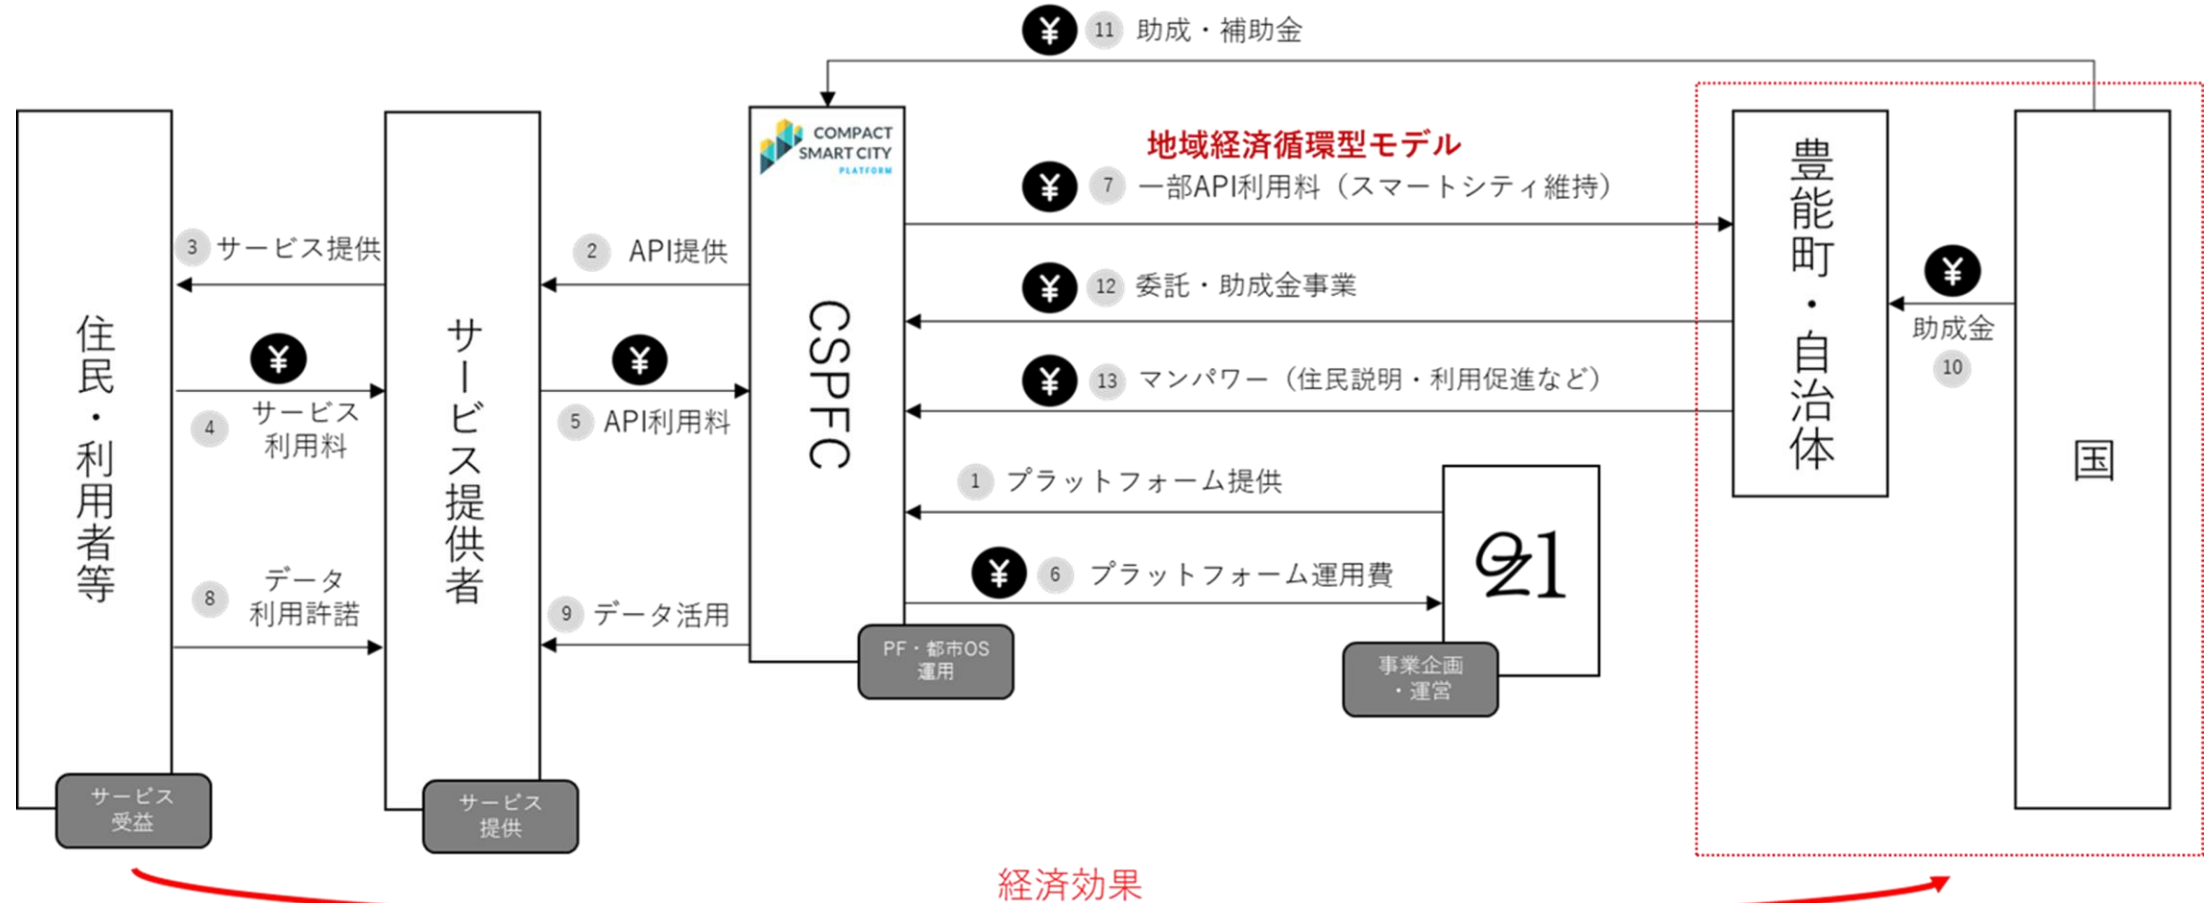 ¥ 11 助成・補助金
COMPACT
SMART CITY
PLATFORM
地域経済循環型モデル
¥ 7 一部API利用料（スマートシティ維持）
3 サービス提供
2 API提供
¥ 12 委託・助成金事業
¥
助成金
10
¥
4 サービス
利用料
¥
5 API利用料
¥ 13 マンパワー（住民説明・利用促進など）
住民・利用者等
サービス提供者
CSPFC
豊能町・自治体
国
1 プラットフォーム提供
21
¥ 6 プラットフォーム運用費
8 データ
利用許諾
9 データ活用
PF・都市OS
運用
事業企画
・運営
サービス
受益
サービス
提供
経済効果